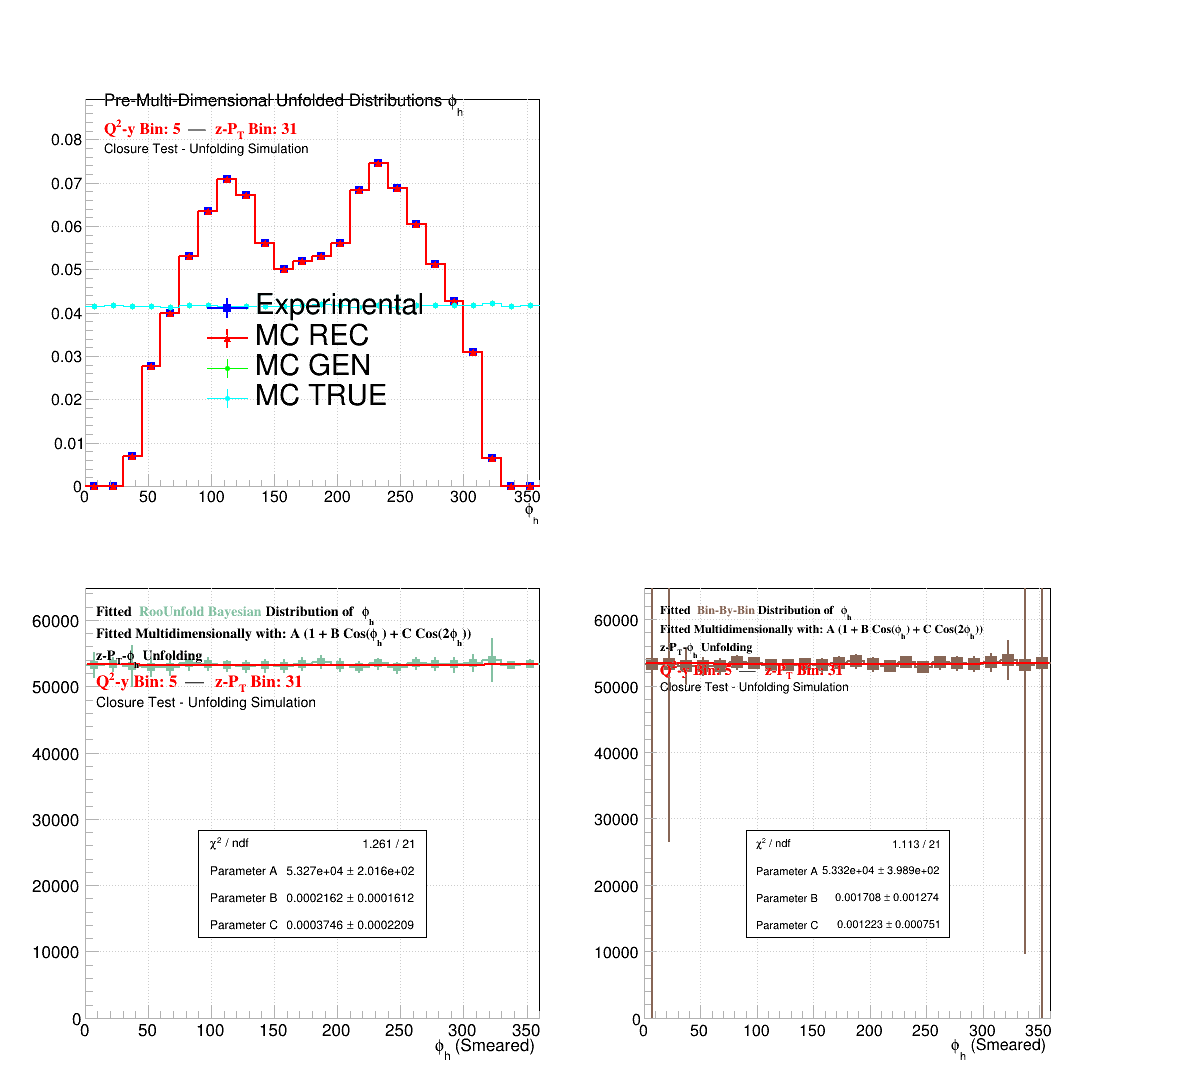 Pre-Multi-Dimensional Unfolded Distributions ϕh
Q²-y Bin: 5 — z-PT Bin: 31
Closure Test - Unfolding Simulation
0.08
0.07
0.06
0.05
0.04
0.03
0.02
0.01
0
Experimental
MC REC
MC GEN
MC TRUE
0 50 100 150 200 250 300 350
ϕh
Fitted RooUnfold Bayesian Distribution of ϕh
Fitted Multidimensionally with: A (1 + B Cos(ϕh) + C Cos(2ϕh))
z-PT-ϕh Unfolding
Q²-y Bin: 5 — z-PT Bin: 31
Closure Test - Unfolding Simulation
60000
50000
40000
30000
20000
10000
0
χ² / ndf 1.261 / 21
Parameter A 5.327e+04 ± 2.016e+02
Parameter B 0.0002162 ± 0.0001612
Parameter C 0.0003746 ± 0.0002209
0 50 100 150 200 250 300 350
ϕh (Smeared)
Fitted Bin-By-Bin Distribution of ϕh
Fitted Multidimensionally with: A (1 + B Cos(ϕh) + C Cos(2ϕh))
z-PT-ϕh Unfolding
Q²-y Bin: 5 — z-PT Bin: 31
Closure Test - Unfolding Simulation
60000
50000
40000
30000
20000
10000
0
χ² / ndf 1.113 / 21
Parameter A 5.332e+04 ± 3.989e+02
Parameter B 0.001708 ± 0.001274
Parameter C 0.001223 ± 0.000751
0 50 100 150 200 250 300 350
ϕh (Smeared)